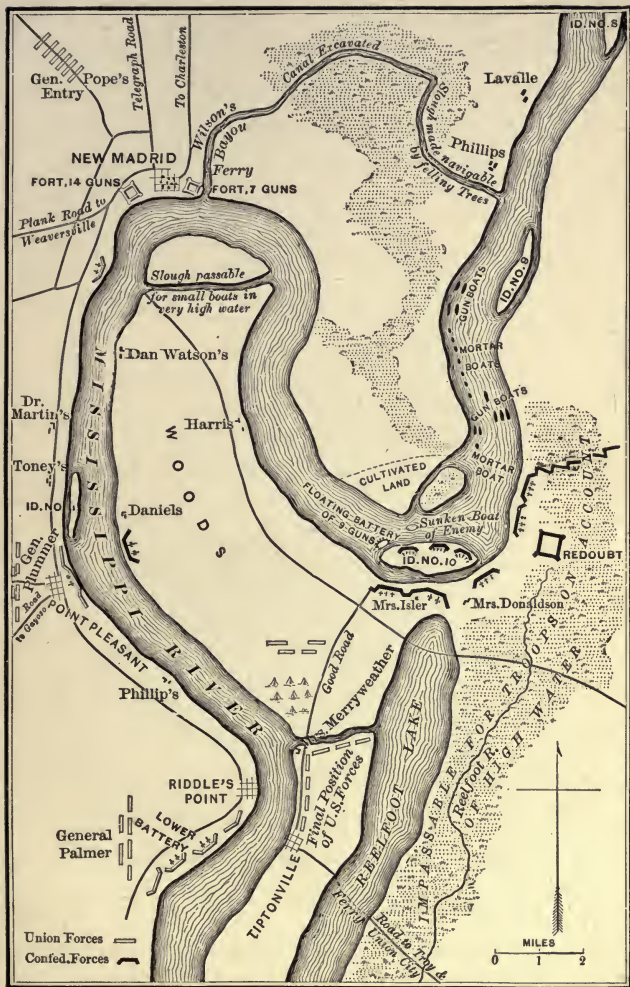 ID. NO. 8
Gen. Pope's
Entry
Telegraph Road
To Charleston
Canal Excavated
Slough made navigable
by felling Trees
Wilson's
Bayou
Lavalle
Phillips
NEW MADRID
Ferry
FORT, 14 GUNS
FORT, 7 GUNS
Plank Road to
Weaversville
Slough passable
for small boats in
very high water
ID. NO. 9
GUN BOATS
MORTAR
BOATS
GUN BOATS
MORTAR
BOAT
Dan Watson's
Dr.
Martin's
Harris
WOODS
MISSISSIPPI RIVER
Toney's
Daniels
Gen.
Plummer
Road
to Gayoso
POINT PLEASANT
CULTIVATED
LAND
FLOATING BATTERY
OF 9 GUNS
Sunken Boat
of Enemy
ID. NO. 10
REDOUBT
Mrs. Isler
Mrs. Donaldson
Phillip's
Good Road
Merryweather
REELFOOT LAKE
IMPASSABLE FOR TROOPS ON ACCOUNT
OF HIGH WATER
Reelfoot R.
RIDDLE'S
POINT
Final Position
of U.S. Forces
LOWER
BATTERY
General
Palmer
TIPTONVILLE
Ferry
Road to Troy &
Union City
Union Forces
Confed. Forces
MILES
0 1 2